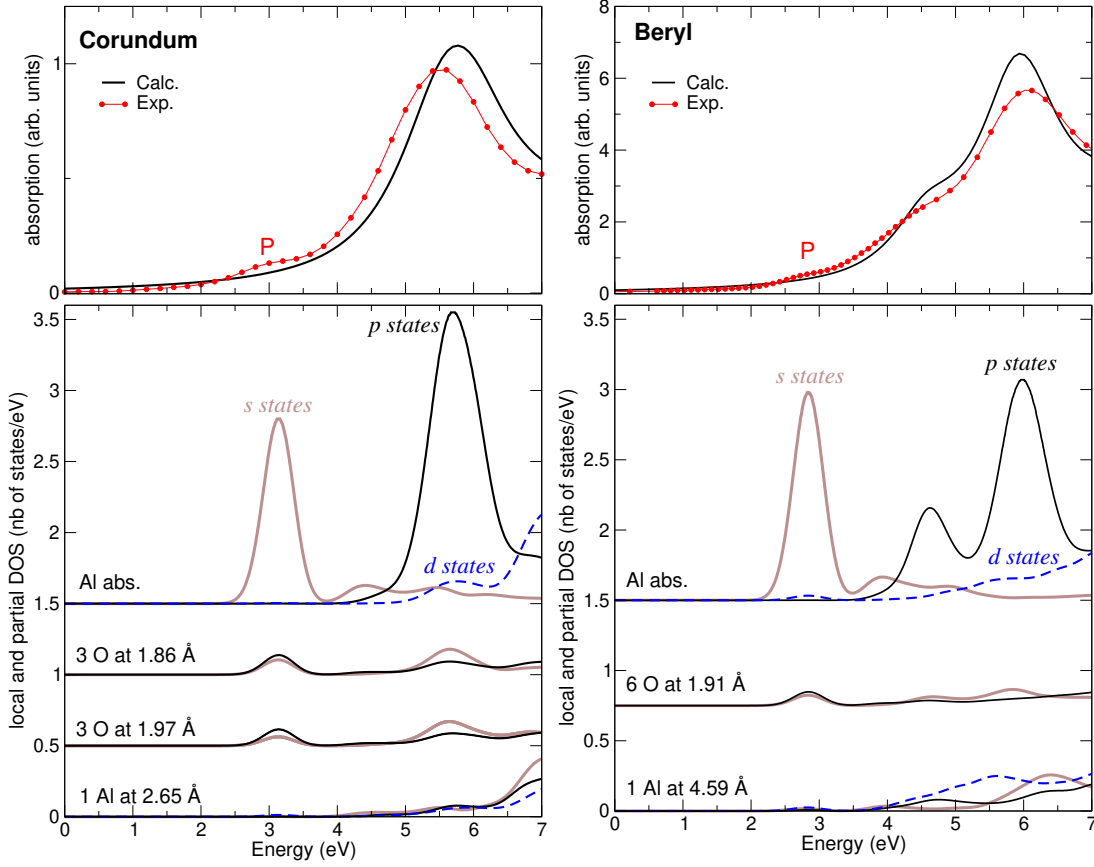 Corundum
Calc.
Exp.
P
absorption (arb. units)
0
1
Beryl
Calc.
Exp.
P
absorption (arb. units)
0
2
4
6
8
p states
s states
d states
Al abs.
3 O at 1.86 Å
3 O at 1.97 Å
1 Al at 2.65 Å
local and partial DOS (nb of states/eV)
0
0.5
1
1.5
2
2.5
3
3.5
0 1 2 3 4 5 6 7
Energy (eV)
p states
s states
d states
Al abs.
6 O at 1.91 Å
1 Al at 4.59 Å
local and partial DOS (nb of states/eV)
0
0.5
1
1.5
2
2.5
3
3.5
0 1 2 3 4 5 6 7
Energy (eV)